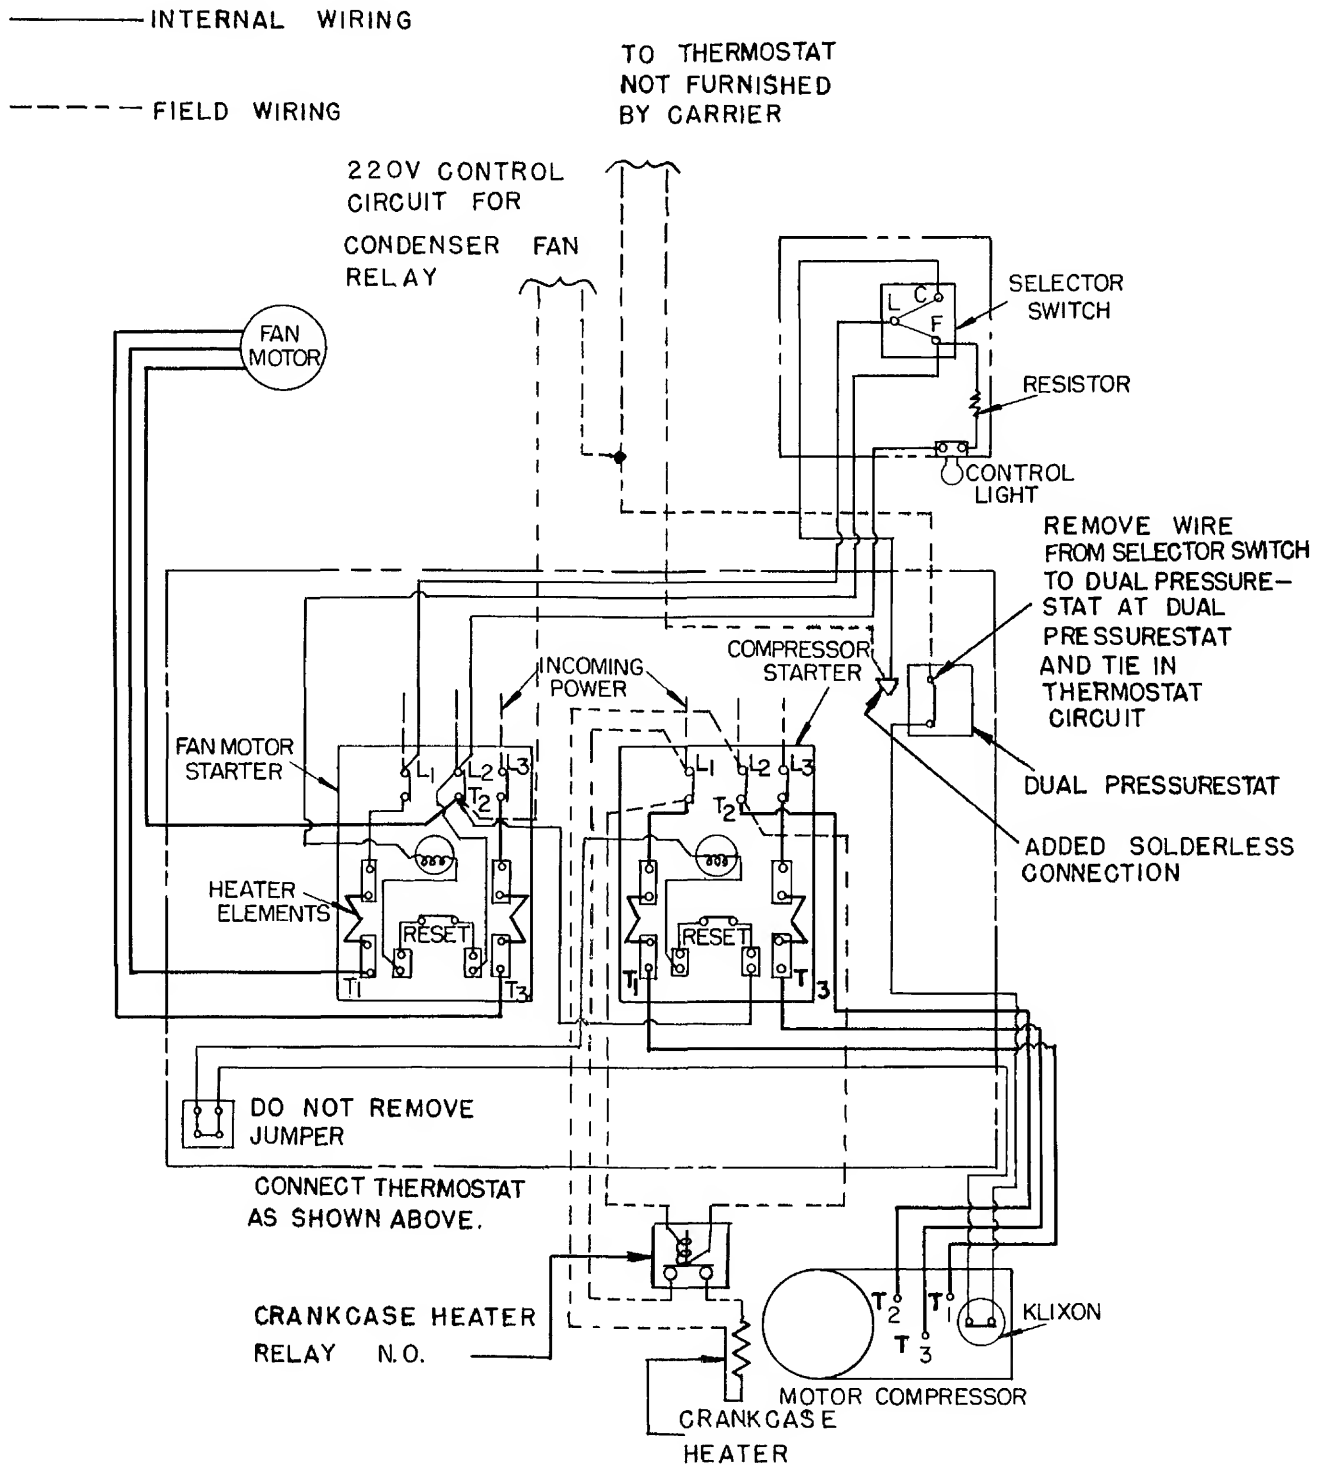 INTERNAL WIRING
FIELD WIRING
TO THERMOSTAT
NOT FURNISHED
BY CARRIER
220V CONTROL
CIRCUIT FOR
CONDENSER FAN
RELAY
FAN
MOTOR
L C
F
SELECTOR
SWITCH
RESISTOR
CONTROL
LIGHT
REMOVE WIRE
FROM SELECTOR SWITCH
TO DUAL PRESSURE-
STAT AT DUAL
PRESSURESTAT
AND TIE IN
THERMOSTAT
CIRCUIT
INCOMING
POWER
COMPRESSOR
STARTER
FAN MOTOR
STARTER
L1 L2 L3
T2
L1 L2 L3
T2
DUAL PRESSURESTAT
ADDED SOLDERLESS
CONNECTION
HEATER
ELEMENTS
RESET
RESET
T1 T3
T1 T3
DO NOT REMOVE
JUMPER
CONNECT THERMOSTAT
AS SHOWN ABOVE.
CRANKCASE HEATER
RELAY N.O.
T2 T1
T3
KLIXON
MOTOR COMPRESSOR
CRANKCASE
HEATER